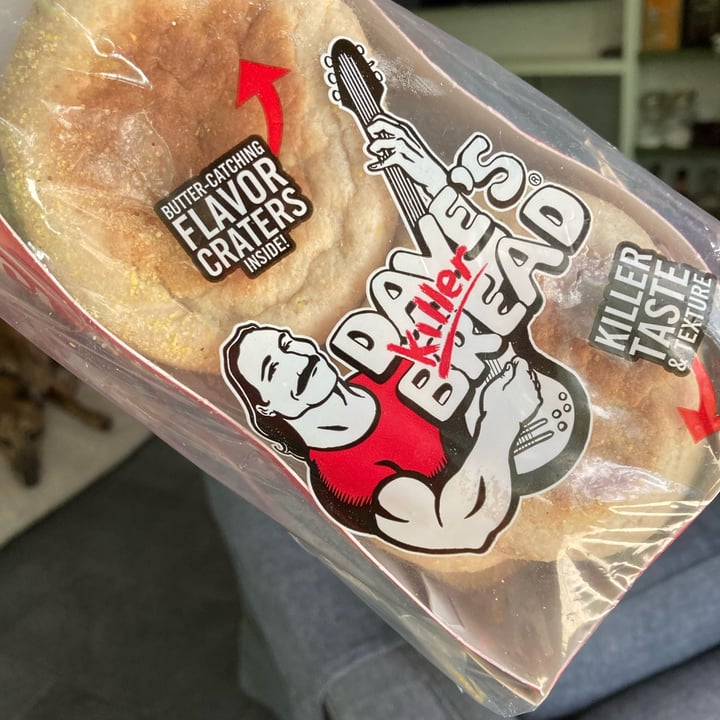 BUTTER-CATCHING
FLAVOR
CRATERS
INSIDE!
DAVE'S
Killer
BREAD®
KILLER
TASTE
& TEXTURE